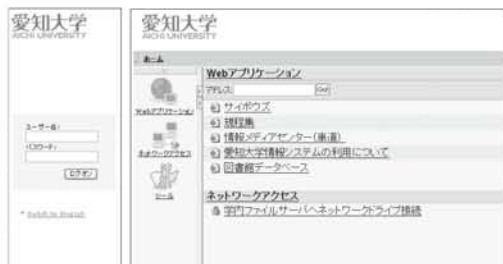 愛知大学
AICHI UNIVERSITY
ユーザー名:
パスワード:
ログオン
* Switch to English
愛知大学
AICHI UNIVERSITY
ホーム
Webアプリケーション
ネットワークアクセス
ツール
Webアプリケーション
アドレス: Go!
サイボウズ
規程集
情報メディアセンター(車道)
愛知大学情報システムの利用について
図書館データベース
ネットワークアクセス
学内ファイルサーバへネットワークドライブ接続